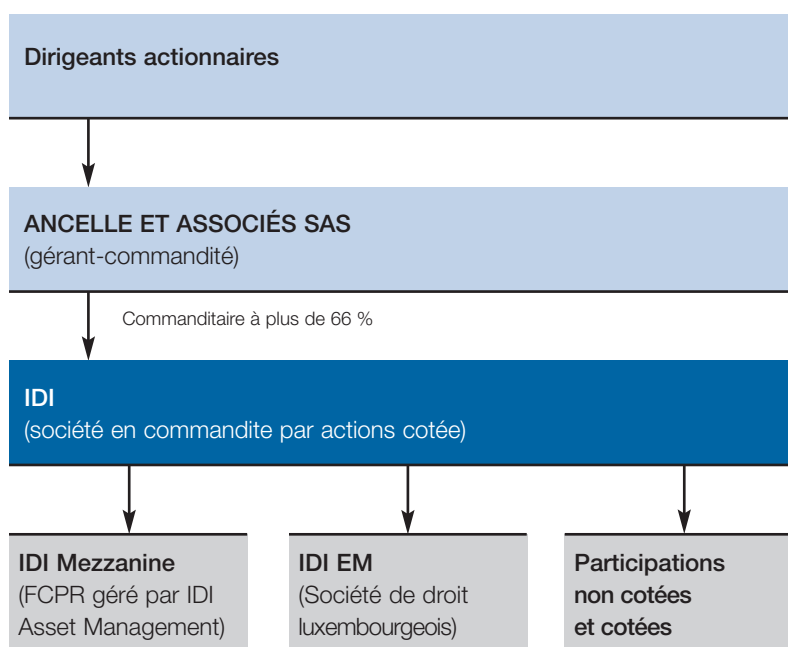 Dirigeants actionnaires
ANCELLE ET ASSOCIÉS SAS
(gérant-commandité)
Commanditaire à plus de 66 %
IDI
(société en commandite par actions cotée)
IDI Mezzanine
(FCPR géré par IDI
Asset Management)
IDI EM
(Société de droit
luxembourgeois)
Participations
non cotées
et cotées